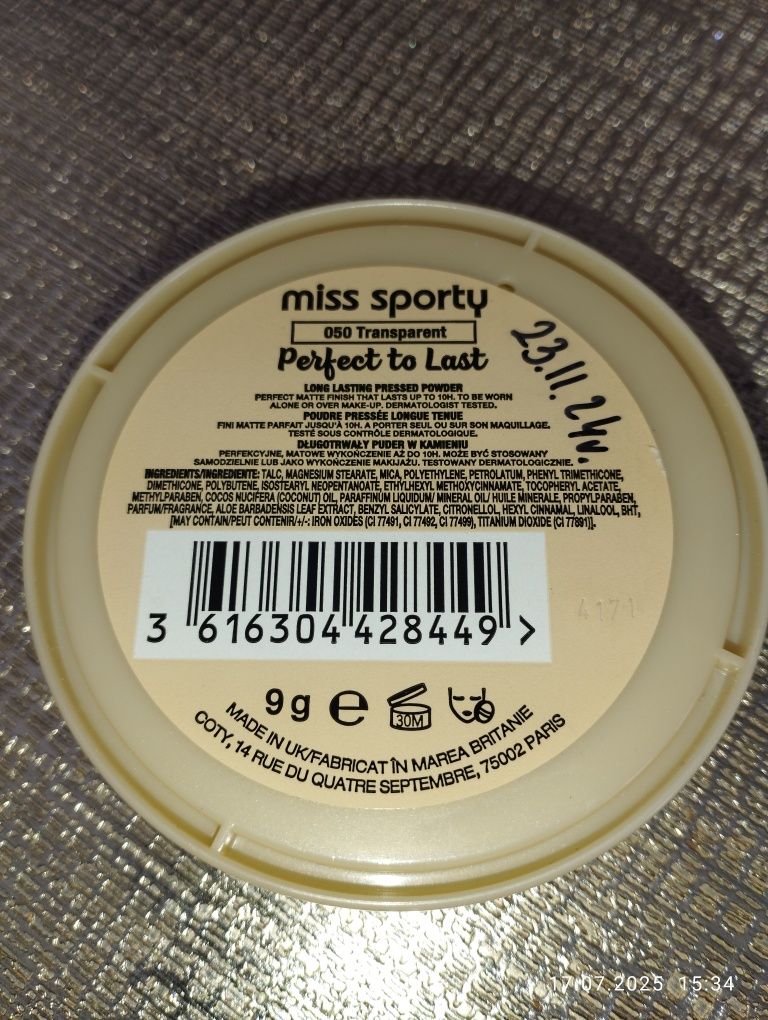 miss sporty
050 Transparent
Perfect to Last
23.11.24r.
LONG LASTING PRESSED POWDER
PERFECT MATTE FINISH THAT LASTS UP TO 10H. TO BE WORN
ALONE OR OVER MAKE-UP. DERMATOLOGIST TESTED.
POUDRE PRESSÉE LONGUE TENUE
FINI MATTE PARFAIT JUSQU'À 10H. A PORTER SEUL OU SUR SON MAQUILLAGE.
TESTÉ SOUS CONTRÔLE DERMATOLOGIQUE.
DŁUGOTRWAŁY PUDER W KAMIENIU
PERFEKCYJNE, MATOWE WYKOŃCZENIE AŻ DO 10H. MOŻE BYĆ STOSOWANY
SAMODZIELNIE LUB JAKO WYKOŃCZENIE MAKIJAŻU. TESTOWANY DERMATOLOGICZNIE.
INGREDIENTS/INGREDIENTE: TALC, MAGNESIUM STEARATE, MICA, POLYETHYLENE, PETROLATUM, PHENYL TRIMETHICONE,
DIMETHICONE, POLYBUTENE, ISOSTEARYL NEOPENTANOATE, ETHYLHEXYL METHOXYCINNAMATE, TOCOPHERYL ACETATE,
METHYLPARABEN, COCOS NUCIFERA (COCONUT) OIL, PARAFFINUM LIQUIDUM/ MINERAL OIL/ HUILE MINERALE, PROPYLPARABEN,
PARFUM/FRAGRANCE, ALOE BARBADENSIS LEAF EXTRACT, BENZYL SALICYLATE, CITRONELLOL, HEXYL CINNAMAL, LINALOOL, BHT,
[MAY CONTAIN/PEUT CONTENIR/+/-: IRON OXIDES (CI 77491, CI 77492, CI 77499), TITANIUM DIOXIDE (CI 77891)].
4171
3 616304 428449 >
9 g e 30M
MADE IN UK/FABRICAT ÎN MAREA BRITANIE
COTY, 14 RUE DU QUATRE SEPTEMBRE, 75002 PARIS
17.07.2025 15:34